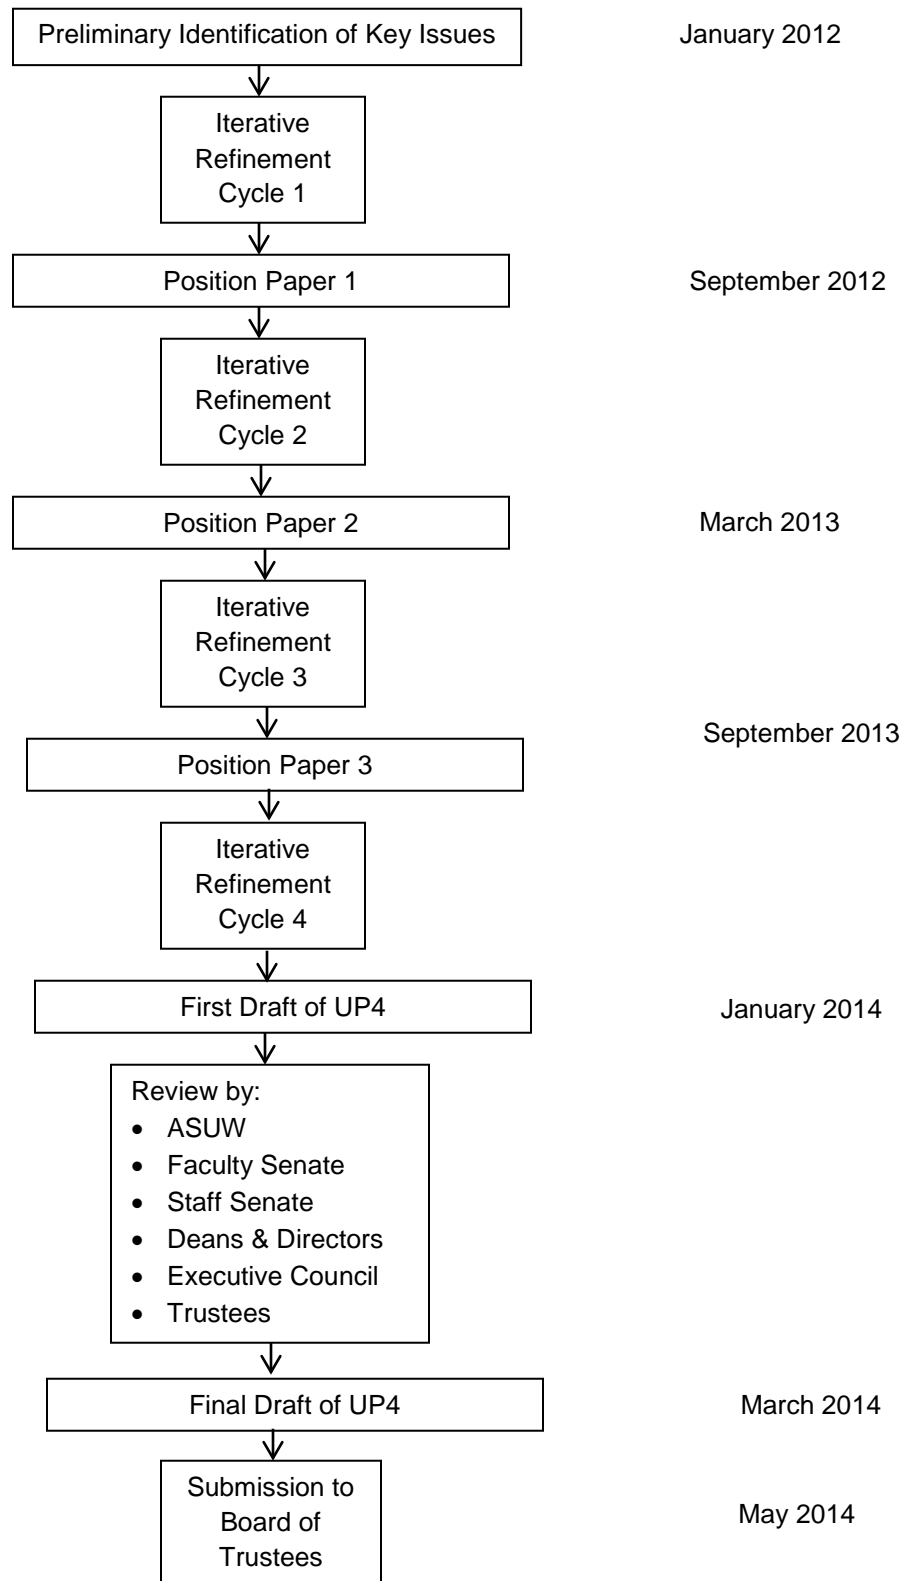 Preliminary Identification of Key Issues
January 2012
Iterative
Refinement
Cycle 1
Position Paper 1
September 2012
Iterative
Refinement
Cycle 2
Position Paper 2
March 2013
Iterative
Refinement
Cycle 3
September 2013
Position Paper 3
Iterative
Refinement
Cycle 4
First Draft of UP4
January 2014
Review by:
• ASUW
• Faculty Senate
• Staff Senate
• Deans & Directors
• Executive Council
• Trustees
Final Draft of UP4
March 2014
Submission to
Board of
Trustees
May 2014